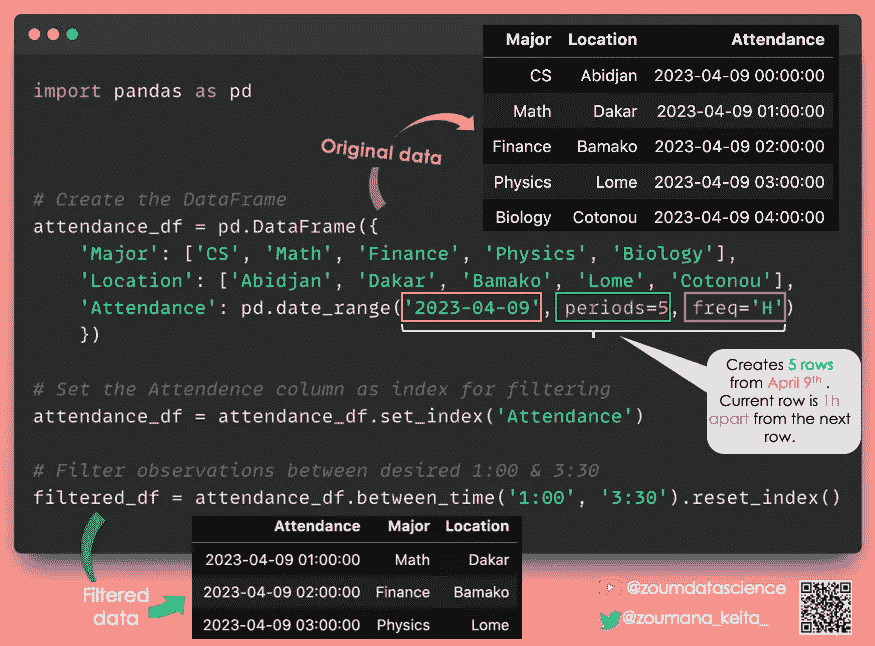 import pandas as pd
Original data
Major Location Attendance
CS Abidjan 2023-04-09 00:00:00
Math Dakar 2023-04-09 01:00:00
Finance Bamako 2023-04-09 02:00:00
Physics Lome 2023-04-09 03:00:00
Biology Cotonou 2023-04-09 04:00:00
# Create the DataFrame
attendance_df = pd.DataFrame({
'Major': ['CS', 'Math', 'Finance', 'Physics', 'Biology'],
'Location': ['Abidjan', 'Dakar', 'Bamako', 'Lome', 'Cotonou'],
'Attendance': pd.date_range('2023-04-09', periods=5, freq='H')
})
Creates 5 rows
from April 9th .
Current row is 1h
apart from the next
row.
# Set the Attendence column as index for filtering
attendance_df = attendance_df.set_index('Attendance')
# Filter observations between desired 1:00 & 3:30
filtered_df = attendance_df.between_time('1:00', '3:30').reset_index()
Filtered
data
Attendance Major Location
2023-04-09 01:00:00 Math Dakar
2023-04-09 02:00:00 Finance Bamako
2023-04-09 03:00:00 Physics Lome
@zoumdatascience
@zoumana_keita_